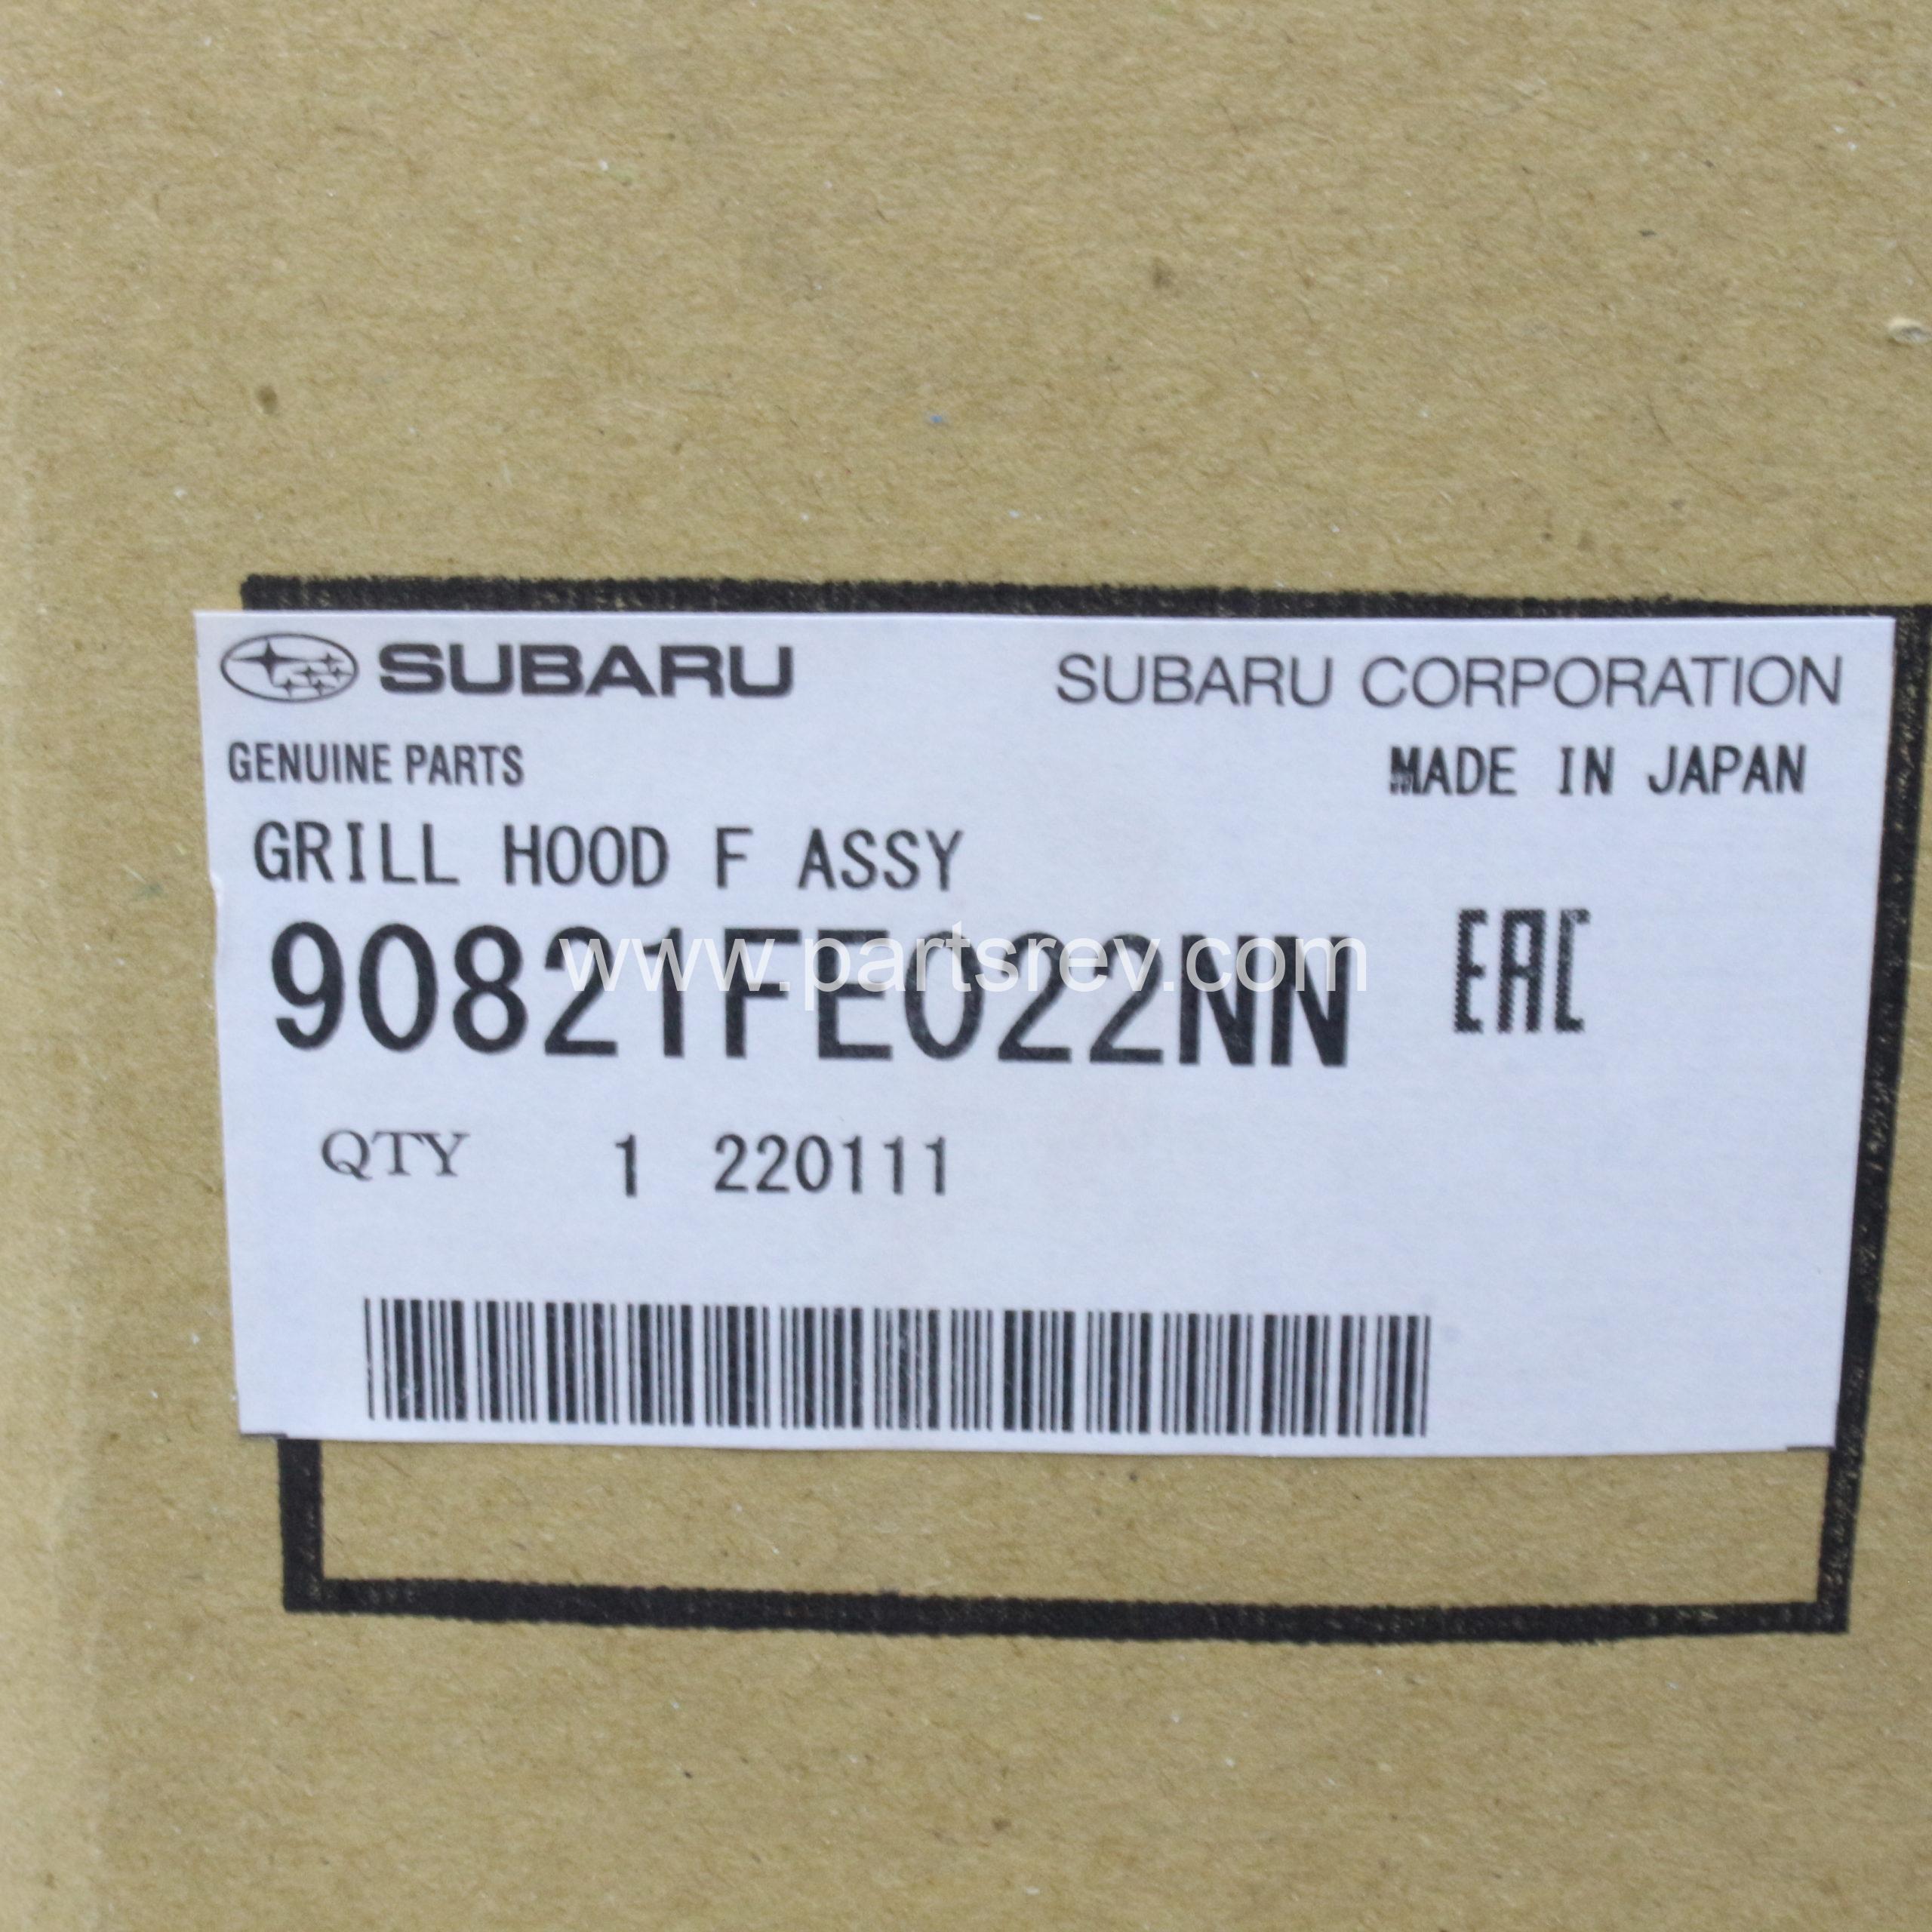 SUBARU SUBARU CORPORATION
GENUINE PARTS MADE IN JAPAN
GRILL HOOD F ASSY
90821FE022NN EAC
www.partsrev.com
QTY 1 220111